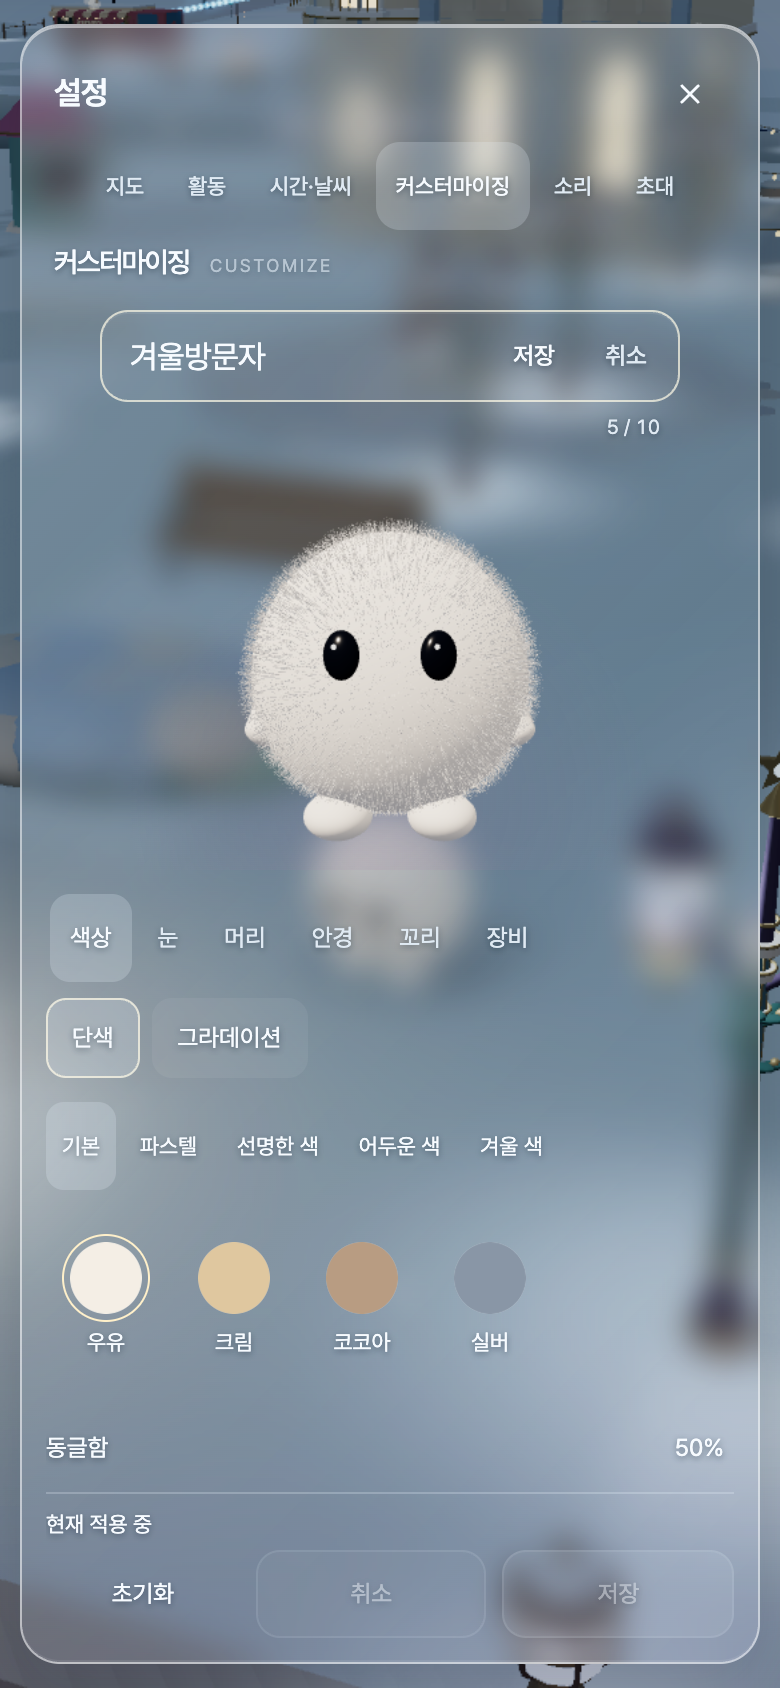 설정
지도 활동 시간·날씨 커스터마이징 소리 초대
커스터마이징 CUSTOMIZE
겨울방문자 저장 취소
5 / 10
색상 눈 머리 안경 꼬리 장비
단색 그라데이션
기본 파스텔 선명한 색 어두운 색 겨울 색
우유 크림 코코아 실버
동글함 50%
현재 적용 중
초기화 취소 저장